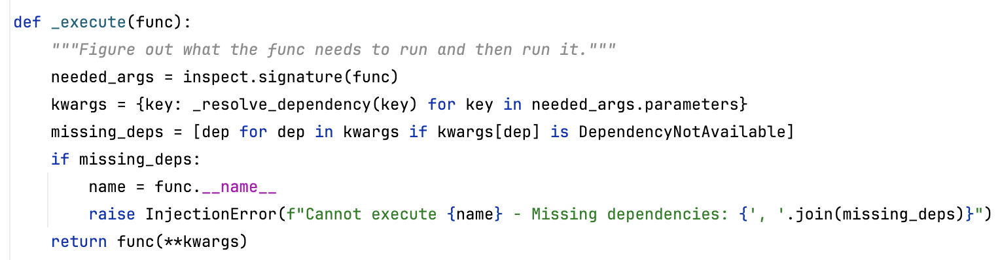 def _execute(func):
    """Figure out what the func needs to run and then run it."""
    needed_args = inspect.signature(func)
    kwargs = {key: _resolve_dependency(key) for key in needed_args.parameters}
    missing_deps = [dep for dep in kwargs if kwargs[dep] is DependencyNotAvailable]
    if missing_deps:
        name = func.__name__
        raise InjectionError(f"Cannot execute {name} - Missing dependencies: {', '.join(missing_deps)}")
    return func(**kwargs)